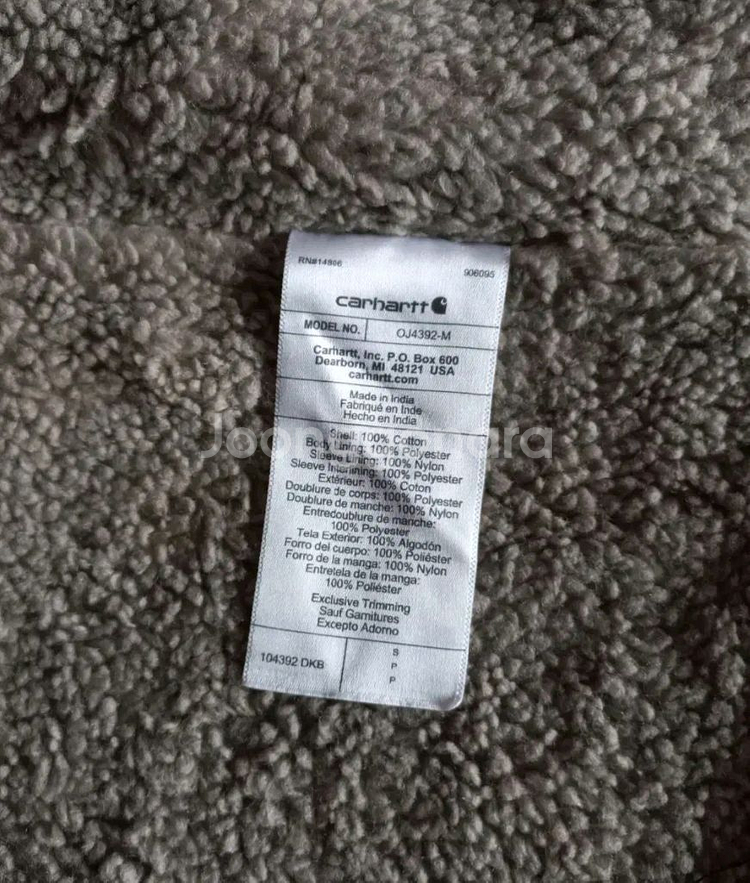 RN#14806
906095
carhartt
MODEL NO.
OJ4392-M
Carhartt, Inc. P.O. Box 600
Dearborn, MI 48121 USA
carhartt.com
Made in India
Fabriqué en Inde
Hecho en India
Shell: 100% Cotton
Body Lining: 100% Polyester
Sleeve Lining: 100% Nylon
Sleeve Interlining: 100% Polyester
Extérieur: 100% Coton
Doublure de corps: 100% Polyester
Doublure de manche: 100% Nylon
Entredoublure de manche:
100% Polyester
Tela Exterior: 100% Algodón
Forro del cuerpo: 100% Poliéster
Forro de la manga: 100% Nylon
Entretela de la manga:
100% Poliéster
Exclusive Trimming
Sauf Garnitures
Excepto Adorno
104392 DKB
S
P
P